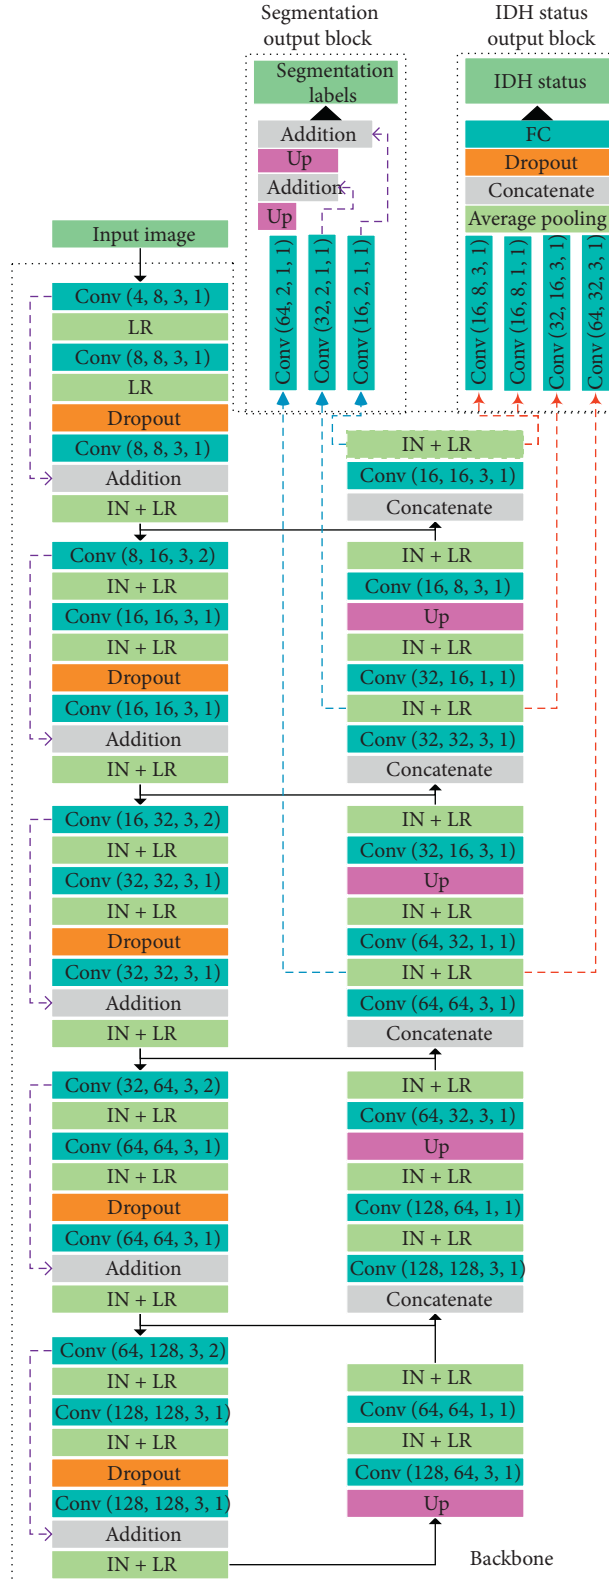 Segmentation
output block
Segmentation
labels
Addition
Up
Addition
Up
Conv (64, 2, 1, 1)
Conv (32, 2, 1, 1)
Conv (16, 2, 1, 1)
IDH status
output block
IDH status
FC
Dropout
Concatenate
Average pooling
Conv (16, 8, 3, 1)
Conv (16, 8, 1, 1)
Conv (32, 16, 3, 1)
Conv (64, 32, 3, 1)
Input image
Conv (4, 8, 3, 1)
LR
Conv (8, 8, 3, 1)
LR
Dropout
Conv (8, 8, 3, 1)
Addition
IN + LR
Conv (8, 16, 3, 2)
IN + LR
Conv (16, 16, 3, 1)
IN + LR
Dropout
Conv (16, 16, 3, 1)
Addition
IN + LR
Conv (16, 32, 3, 2)
IN + LR
Conv (32, 32, 3, 1)
IN + LR
Dropout
Conv (32, 32, 3, 1)
Addition
IN + LR
Conv (32, 64, 3, 2)
IN + LR
Conv (64, 64, 3, 1)
IN + LR
Dropout
Conv (64, 64, 3, 1)
Addition
IN + LR
Conv (64, 128, 3, 2)
IN + LR
Conv (128, 128, 3, 1)
IN + LR
Dropout
Conv (128, 128, 3, 1)
Addition
IN + LR
IN + LR
Conv (16, 16, 3, 1)
Concatenate
IN + LR
Conv (16, 8, 3, 1)
Up
IN + LR
Conv (32, 16, 1, 1)
IN + LR
Conv (32, 32, 3, 1)
Concatenate
IN + LR
Conv (32, 16, 3, 1)
Up
IN + LR
Conv (64, 32, 1, 1)
IN + LR
Conv (64, 64, 3, 1)
Concatenate
IN + LR
Conv (64, 32, 3, 1)
Up
IN + LR
Conv (128, 64, 1, 1)
IN + LR
Conv (128, 128, 3, 1)
Concatenate
IN + LR
Conv (64, 64, 1, 1)
IN + LR
Conv (128, 64, 3, 1)
Up
Backbone